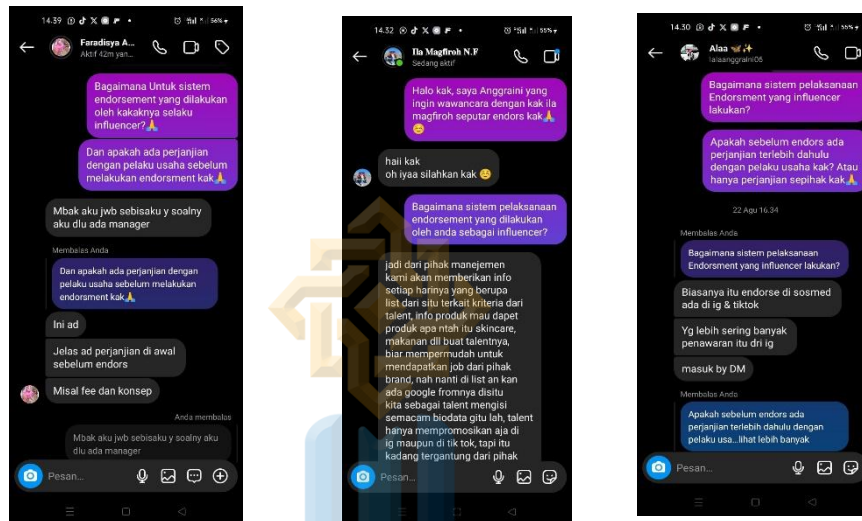 14.39
56%
Faradisya A...
Aktif 42m yan...
Bagaimana Untuk sistem
endorsement yang dilakukan
oleh kakaknya selaku
influencer?🙏
Dan apakah ada perjanjian
dengan pelaku usaha sebelum
melakukan endorsment kak🙏
Mbak aku jwb sebisaku y soalny
aku dlu ada manager
Membalas Anda
Dan apakah ada perjanjian dengan
pelaku usaha sebelum melakukan
endorsment kak🙏
Ini ad
Jelas ad perjanjian di awal
sebelum endors
Misal fee dan konsep
Anda membalas
Mbak aku jwb sebisaku y soalny aku
dlu ada manager
Pesan...
14.32
55%
Ila Magfiroh N.F
Sedang aktif
Halo kak, saya Anggraini yang
ingin wawancara dengan kak ila
magfiroh seputar endors kak🙏
☺️
haii kak
oh iyaa silahkan kak ☺️
Bagaimana sistem pelaksanaan
endorsement yang dilakukan
oleh anda sebagai influencer?
jadi dari pihak manejemen
kami akan memberikan info
setiap harinya yang berupa
list dari situ terkait kriteria dari
talent, info produk mau dapet
produk apa ntah itu skincare,
makanan dll buat talentnya,
biar mempermudah untuk
mendapatkan job dari pihak
brand, nah nanti di list an kan
ada google fromnya disitu
kita sebagai talent mengisi
semacam biodata gitu lah, talent
hanya mempromosikan aja di
ig maupun di tik tok, tapi itu
kadang tergantung dari pihak
Pesan...
14.30
55%
Alaa
lalaanggraini06
Bagaimana sistem pelaksanaan
Endorsment yang influencer
lakukan?
Apakah sebelum endors ada
perjanjian terlebih dahulu
dengan pelaku usaha kak? Atau
hanya perjanjian sepihak kak🙏
22 Agu 16.34
Membalas Anda
Bagaimana sistem pelaksanaan
Endorsment yang influencer lakukan?
Biasanya itu endorse di sosmed
ada di ig & tiktok
Yg lebih sering banyak
penawaran itu dri ig
masuk by DM
Membalas Anda
Apakah sebelum endors ada
perjanjian terlebih dahulu dengan
pelaku usa...lihat lebih banyak
Pesan...